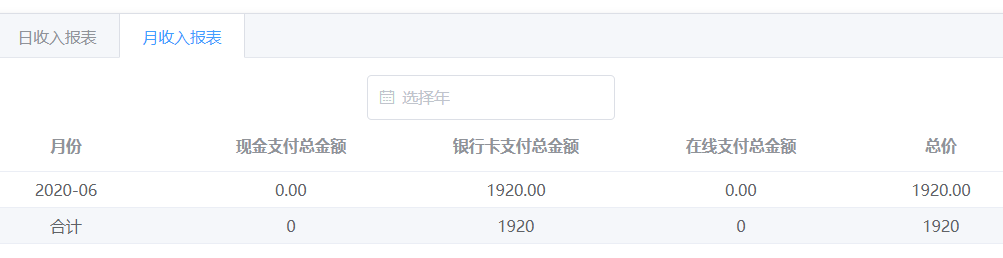 日收入报表 月收入报表
选择年
月份 现金支付总金额 银行卡支付总金额 在线支付总金额 总价
2020-06 0.00 1920.00 0.00 1920.00
合计 0 1920 0 1920